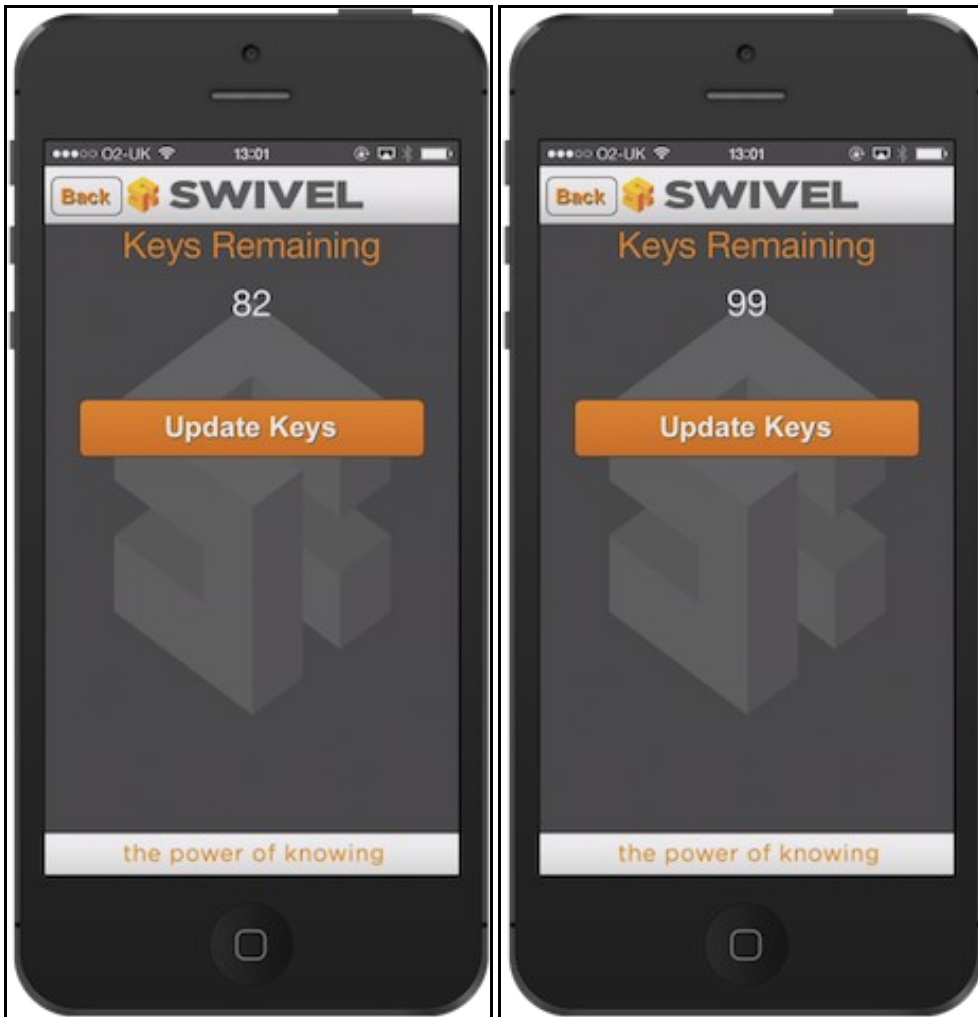 O2-UK 13:01
Back SWIVEL
Keys Remaining
82
Update Keys
the power of knowing
O2-UK 13:01
Back SWIVEL
Keys Remaining
99
Update Keys
the power of knowing